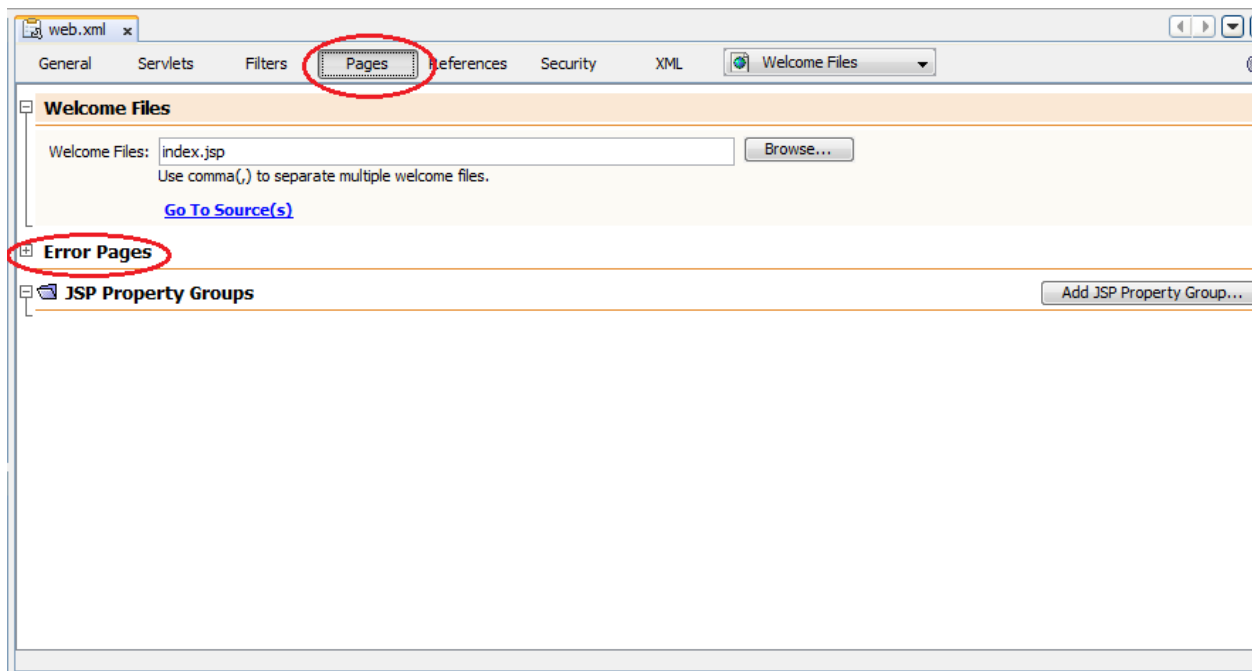 web.xml x
General Servlets Filters Pages References Security XML Welcome Files
Welcome Files
Welcome Files: index.jsp Browse...
Use comma(,) to separate multiple welcome files.
Go To Source(s)
Error Pages
JSP Property Groups Add JSP Property Group...